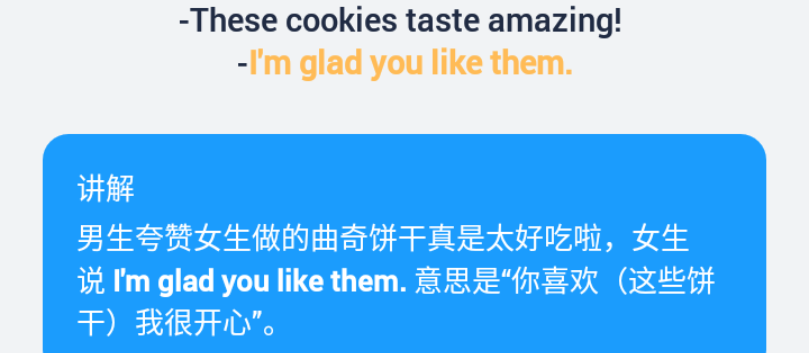 -These cookies taste amazing!
-I'm glad you like them.
讲解
男生夸赞女生做的曲奇饼干真是太好吃啦，女生
说 I'm glad you like them. 意思是“你喜欢（这些饼
干）我很开心”。